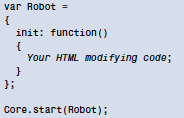 var Robot =
{
  init: function()
  {
    Your HTML modifying code;
  }
};

Core.start(Robot);